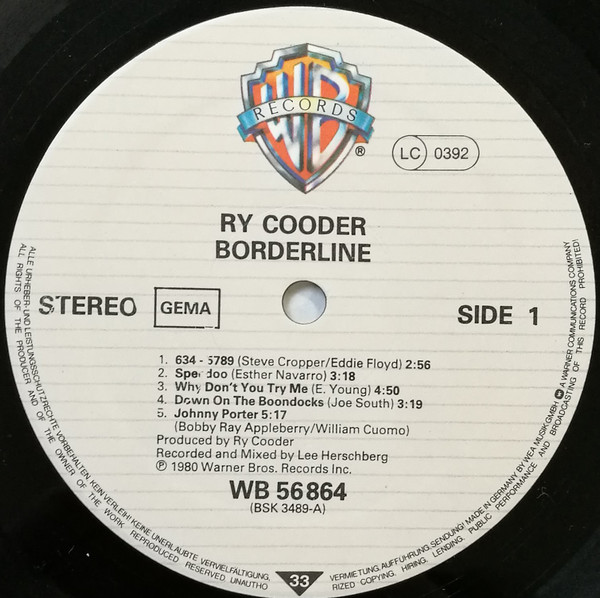 WB
RECORDS
®
LC 0392
RY COODER
BORDERLINE
STEREO
GEMA
SIDE 1
1. 634 - 5789 (Steve Cropper/Eddie Floyd) 2:56
2. Spe doo (Esther Navarro) 3:18
3. Why Don't You Try Me (E. Young) 4:50
4. Down On The Boondocks (Joe South) 3:19
5. Johnny Porter 5:17
(Bobby Ray Appleberry/William Cuomo)
Produced by Ry Cooder
Recorded and Mixed by Lee Herschberg
℗ 1980 Warner Bros. Records Inc.
WB 56 864
(BSK 3489-A)
33
ALLE URHEBER- UND LEISTUNGSSCHUTZRECHTE VORBEHALTEN. KEIN VERLEIH! KEINE UNERLAUBTE VERVIELFÄLTIGUNG,
VERMIETUNG, AUFFÜHRUNG, SENDUNG! MADE IN GERMANY BY WEA MUSIK GMBH A WARNER COMMUNICATIONS COMPANY
ALL RIGHTS OF THE PRODUCER AND OF THE OWNER OF THE WORK REPRODUCED RESERVED UNAUTHO
RIZED COPYING, HIRING, LENDING, PUBLIC PERFORMANCE AND BROADCASTING OF THIS RECORD PROHIBITED!